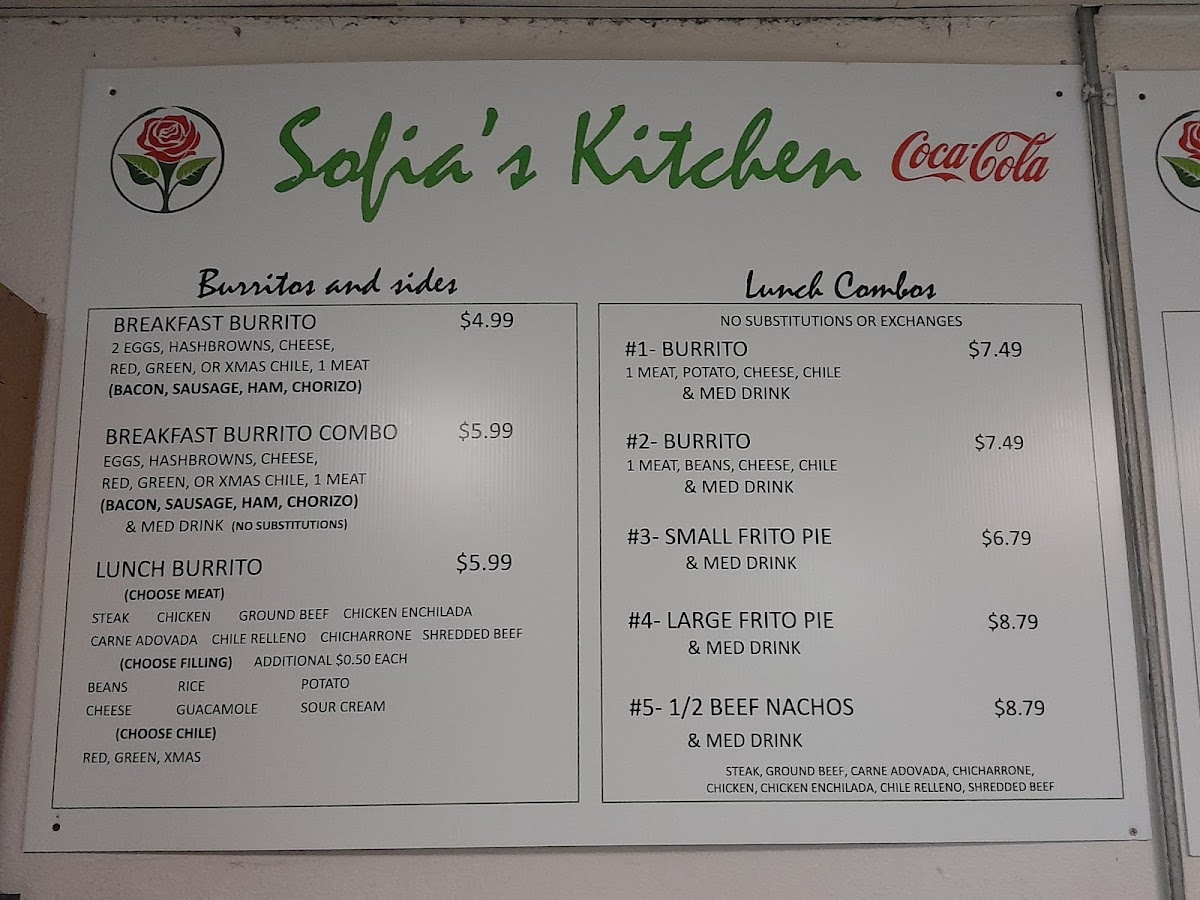 Sofia's Kitchen
Coca-Cola
Burritos and sides
BREAKFAST BURRITO $4.99
2 EGGS, HASHBROWNS, CHEESE,
RED, GREEN, OR XMAS CHILE, 1 MEAT
(BACON, SAUSAGE, HAM, CHORIZO)
BREAKFAST BURRITO COMBO $5.99
EGGS, HASHBROWNS, CHEESE,
RED, GREEN, OR XMAS CHILE, 1 MEAT
(BACON, SAUSAGE, HAM, CHORIZO)
& MED DRINK (NO SUBSTITUTIONS)
LUNCH BURRITO $5.99
(CHOOSE MEAT)
STEAK CHICKEN GROUND BEEF CHICKEN ENCHILADA
CARNE ADOVADA CHILE RELLENO CHICHARRONE SHREDDED BEEF
(CHOOSE FILLING) ADDITIONAL $0.50 EACH
BEANS RICE POTATO
CHEESE GUACAMOLE SOUR CREAM
(CHOOSE CHILE)
RED, GREEN, XMAS
Lunch Combos
NO SUBSTITUTIONS OR EXCHANGES
#1- BURRITO $7.49
1 MEAT, POTATO, CHEESE, CHILE
& MED DRINK
#2- BURRITO $7.49
1 MEAT, BEANS, CHEESE, CHILE
& MED DRINK
#3- SMALL FRITO PIE $6.79
& MED DRINK
#4- LARGE FRITO PIE $8.79
& MED DRINK
#5- 1/2 BEEF NACHOS $8.79
& MED DRINK
STEAK, GROUND BEEF, CARNE ADOVADA, CHICHARRONE,
CHICKEN, CHICKEN ENCHILADA, CHILE RELLENO, SHREDDED BEEF